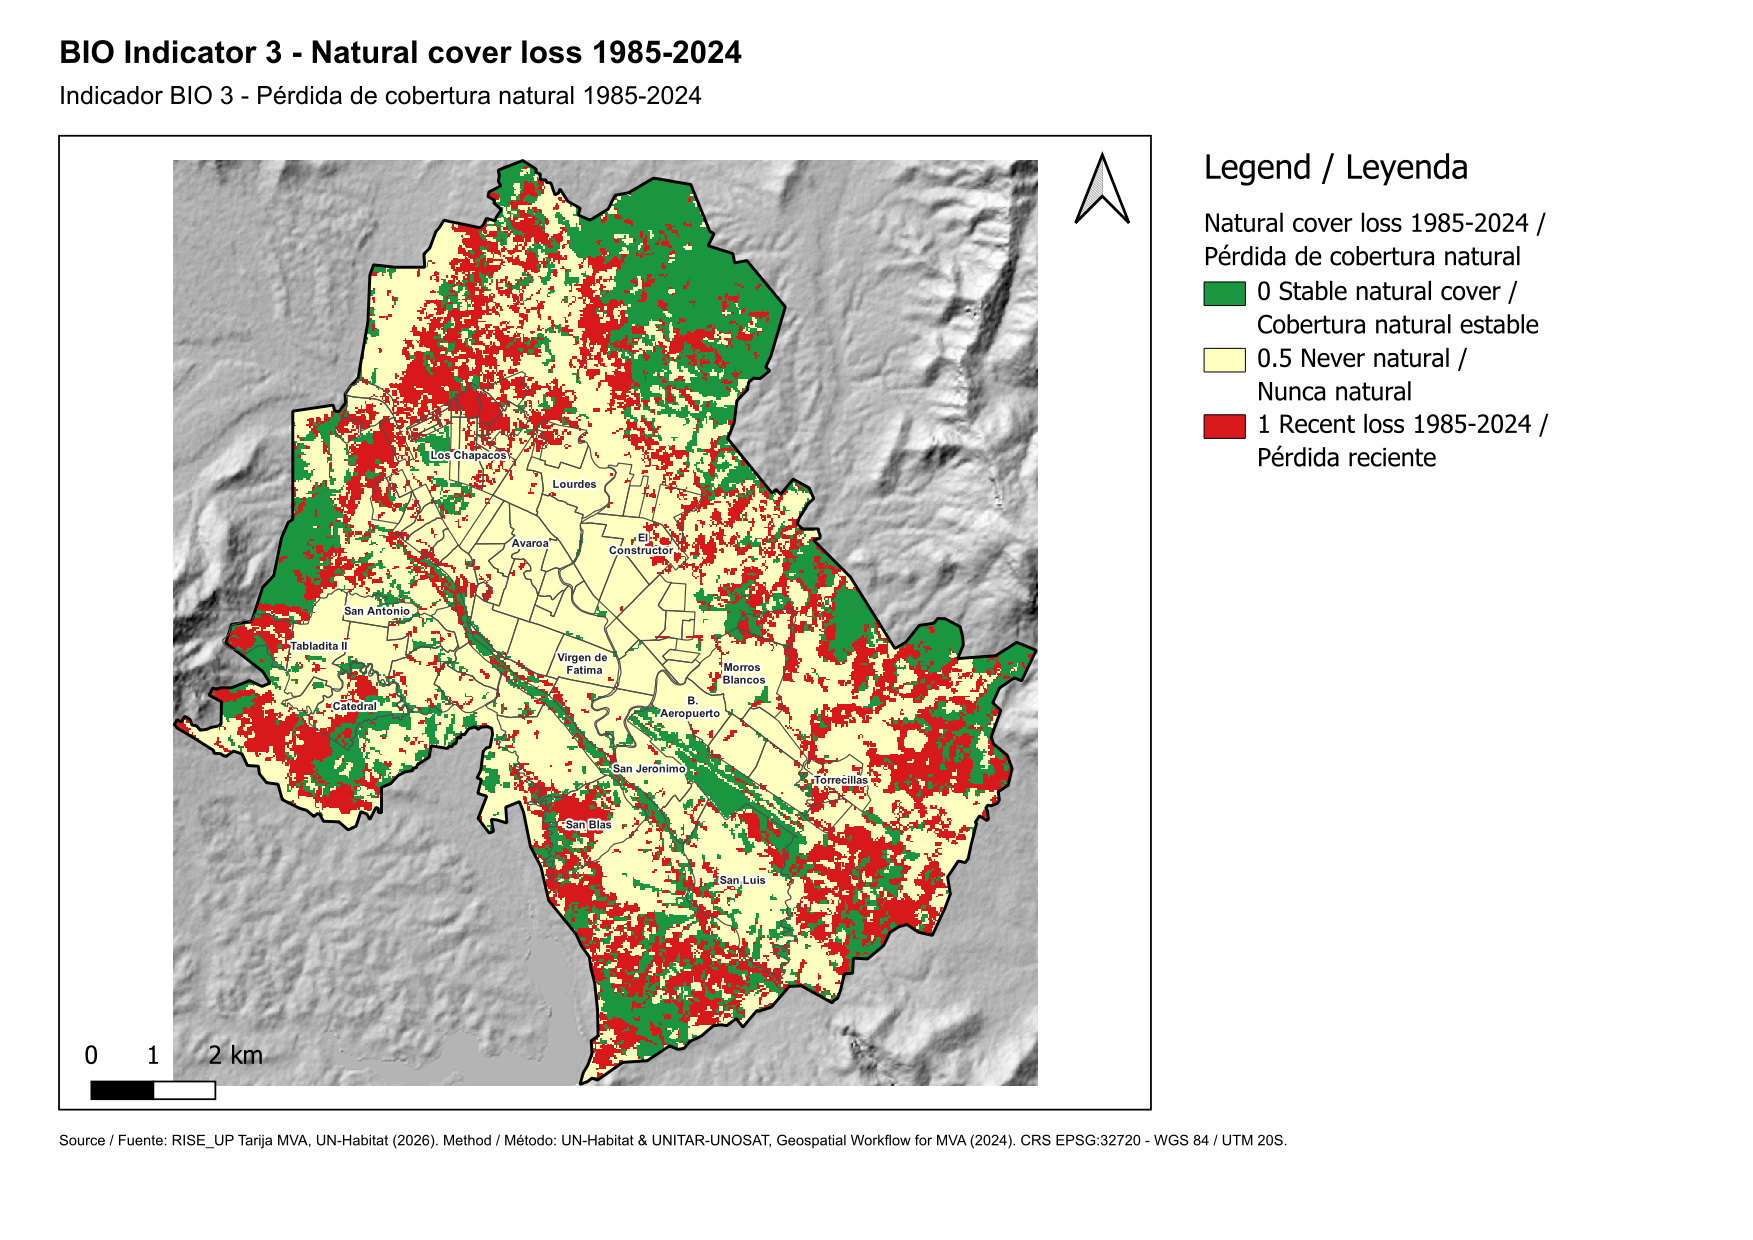 BIO Indicator 3 - Natural cover loss 1985-2024
Indicador BIO 3 - Pérdida de cobertura natural 1985-2024
Legend / Leyenda
Natural cover loss 1985-2024 /
Pérdida de cobertura natural
0 Stable natural cover /
Cobertura natural estable
0.5 Never natural /
Nunca natural
1 Recent loss 1985-2024 /
Pérdida reciente
Los Chapacos
Lourdes
Avaroa
El
Constructor
San Antonio
Tabladita II
Virgen de
Fatima
Morros
Blancos
Catedral
B.
Aeropuerto
San Jeronimo
Torrecillas
San Blas
San Luis
0 1 2 km
Source / Fuente: RISE_UP Tarija MVA, UN-Habitat (2026). Method / Método: UN-Habitat & UNITAR-UNOSAT, Geospatial Workflow for MVA (2024). CRS EPSG:32720 - WGS 84 / UTM 20S.